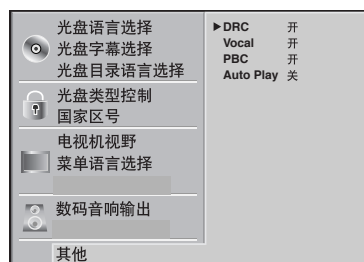 光盘语言选择
光盘字幕选择
光盘目录语言选择
光盘类型控制
国家区号
电视机视野
菜单语言选择
数码音响输出
其他
▶DRC 开
Vocal 开
PBC 开
Auto Play 关